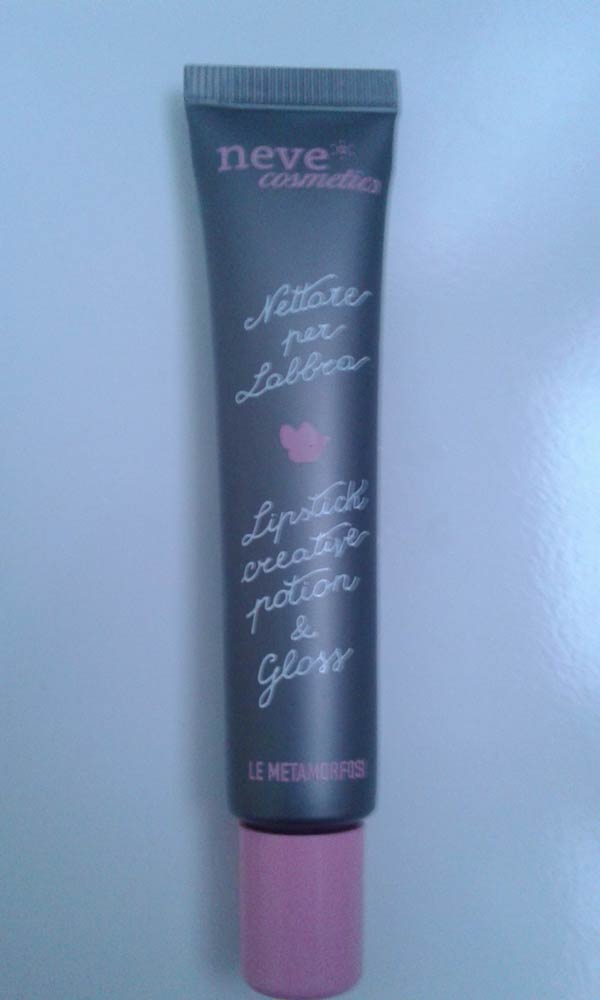 neve
cosmetics
Nettare
per
Labbra
Lipstick
creative
potion
&
Gloss
LE METAMORFOSI